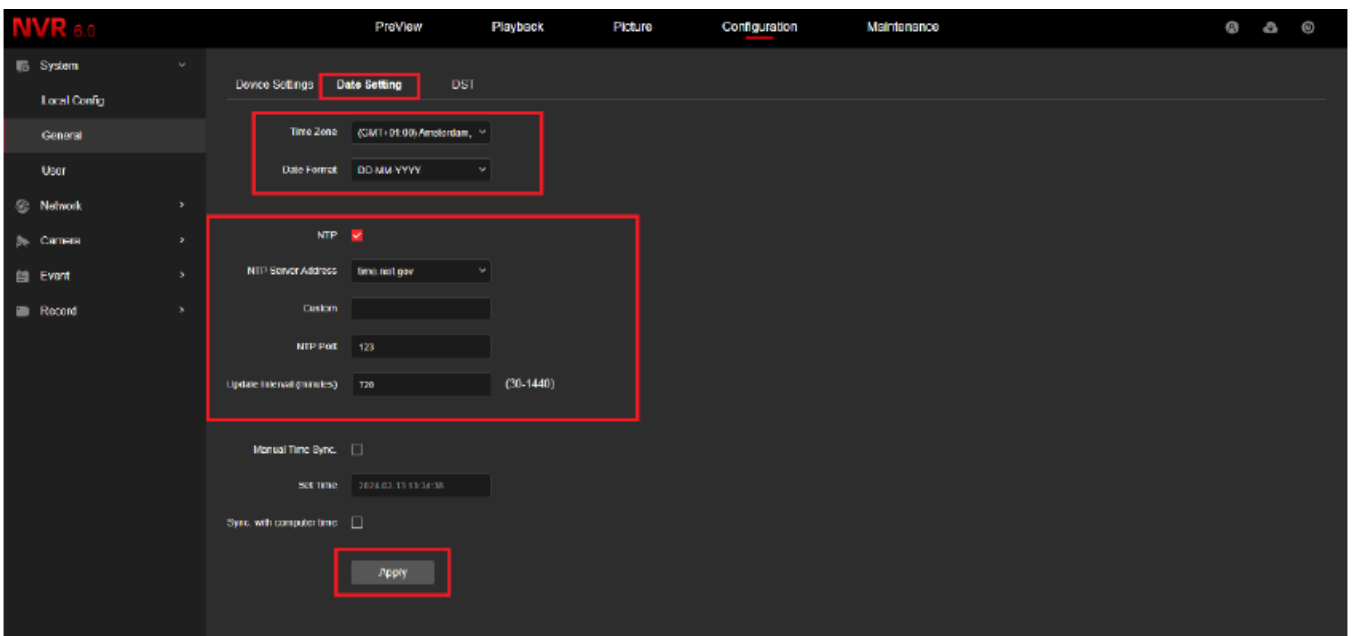 NVR 6.0
PreView
Playback
Picture
Configuration
Maintenance
System
Local Config
General
User
Network
Camera
Event
Record
Device Settings
Date Setting
DST
Time Zone
(GMT+01:00) Amsterdam,
Date Format
DD-MM-YYYY
NTP
NTP Server Address
time.nist.gov
Custom
NTP Port
123
Update Interval (minutes)
720
(30-1440)
Manual Time Sync.
Set Time
Sync. with computer time
Apply